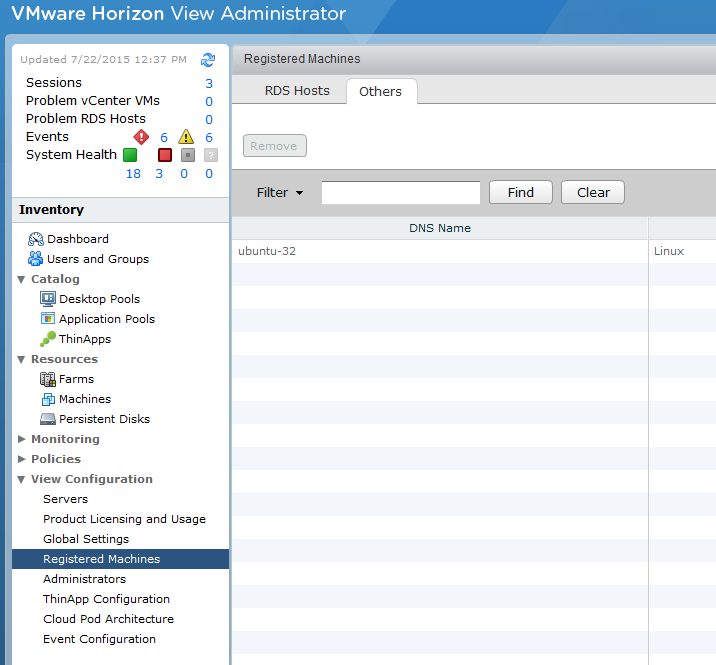 VMware Horizon View Administrator
Updated 7/22/2015 12:37 PM
Sessions 3
Problem vCenter VMs 0
Problem RDS Hosts 0
Events 6 6
System Health
18 3 0 0
Inventory
Dashboard
Users and Groups
Catalog
Desktop Pools
Application Pools
ThinApps
Resources
Farms
Machines
Persistent Disks
Monitoring
Policies
View Configuration
Servers
Product Licensing and Usage
Global Settings
Registered Machines
Administrators
ThinApp Configuration
Cloud Pod Architecture
Event Configuration
Registered Machines
RDS Hosts Others
Remove
Filter Find Clear
DNS Name
ubuntu-32 Linux